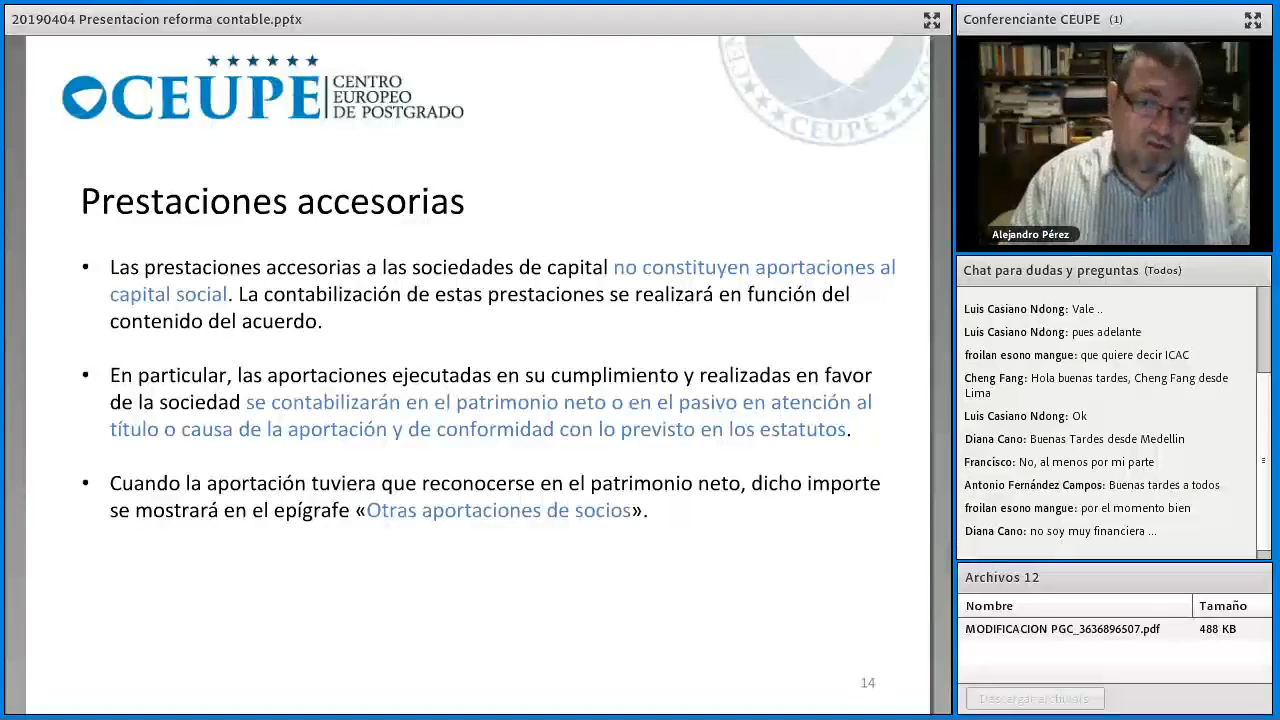 20190404 Presentacion reforma contable.pptx
CEUPE
CENTRO
EUROPEO
DE POSTGRADO
CEUPE
Prestaciones accesorias
• Las prestaciones accesorias a las sociedades de capital no constituyen aportaciones al
capital social. La contabilización de estas prestaciones se realizará en función del
contenido del acuerdo.
• En particular, las aportaciones ejecutadas en su cumplimiento y realizadas en favor
de la sociedad se contabilizarán en el patrimonio neto o en el pasivo en atención al
título o causa de la aportación y de conformidad con lo previsto en los estatutos.
• Cuando la aportación tuviera que reconocerse en el patrimonio neto, dicho importe
se mostrará en el epígrafe «Otras aportaciones de socios».
14
Conferenciante CEUPE (1)
Alejandro Pérez
Chat para dudas y preguntas (Todos)
Luis Casiano Ndong: Vale ..
Luis Casiano Ndong: pues adelante
froilan esono mangue: que quiere decir ICAC
Cheng Fang: Hola buenas tardes, Cheng Fang desde
Lima
Luis Casiano Ndong: Ok
Diana Cano: Buenas Tardes desde Medellin
Francisco: No, al menos por mi parte
Antonio Fernández Campos: Buenas tardes a todos
froilan esono mangue: por el momento bien
Diana Cano: no soy muy financiera ...
Archivos 12
Nombre Tamaño
MODIFICACION PGC_3636896507.pdf 488 KB
Descargar archivo/s